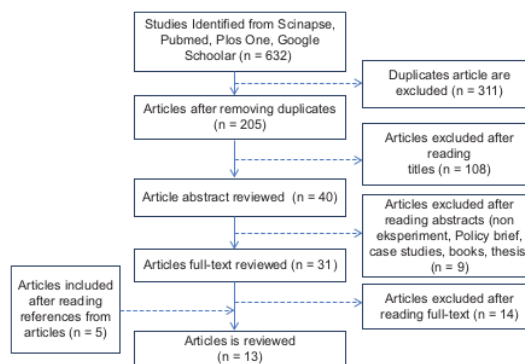 Studies Identified from Scinapse,
Pubmed, Plos One, Google
Schoolar (n = 632)
Duplicates article are
excluded (n = 311)
Articles after removing duplicates
(n = 205)
Articles excluded after
reading
titles (n = 108)
Article abstract reviewed (n = 40)
Articles excluded after
reading abstracts (non
eksperiment, Policy brief,
case studies, books, thesis)
(n = 9)
Articles full-text reviewed (n = 31)
Articles included
after reading
references from
articles (n = 5)
Articles excluded after
reading full-text (n = 14)
Articles is reviewed
(n = 13)